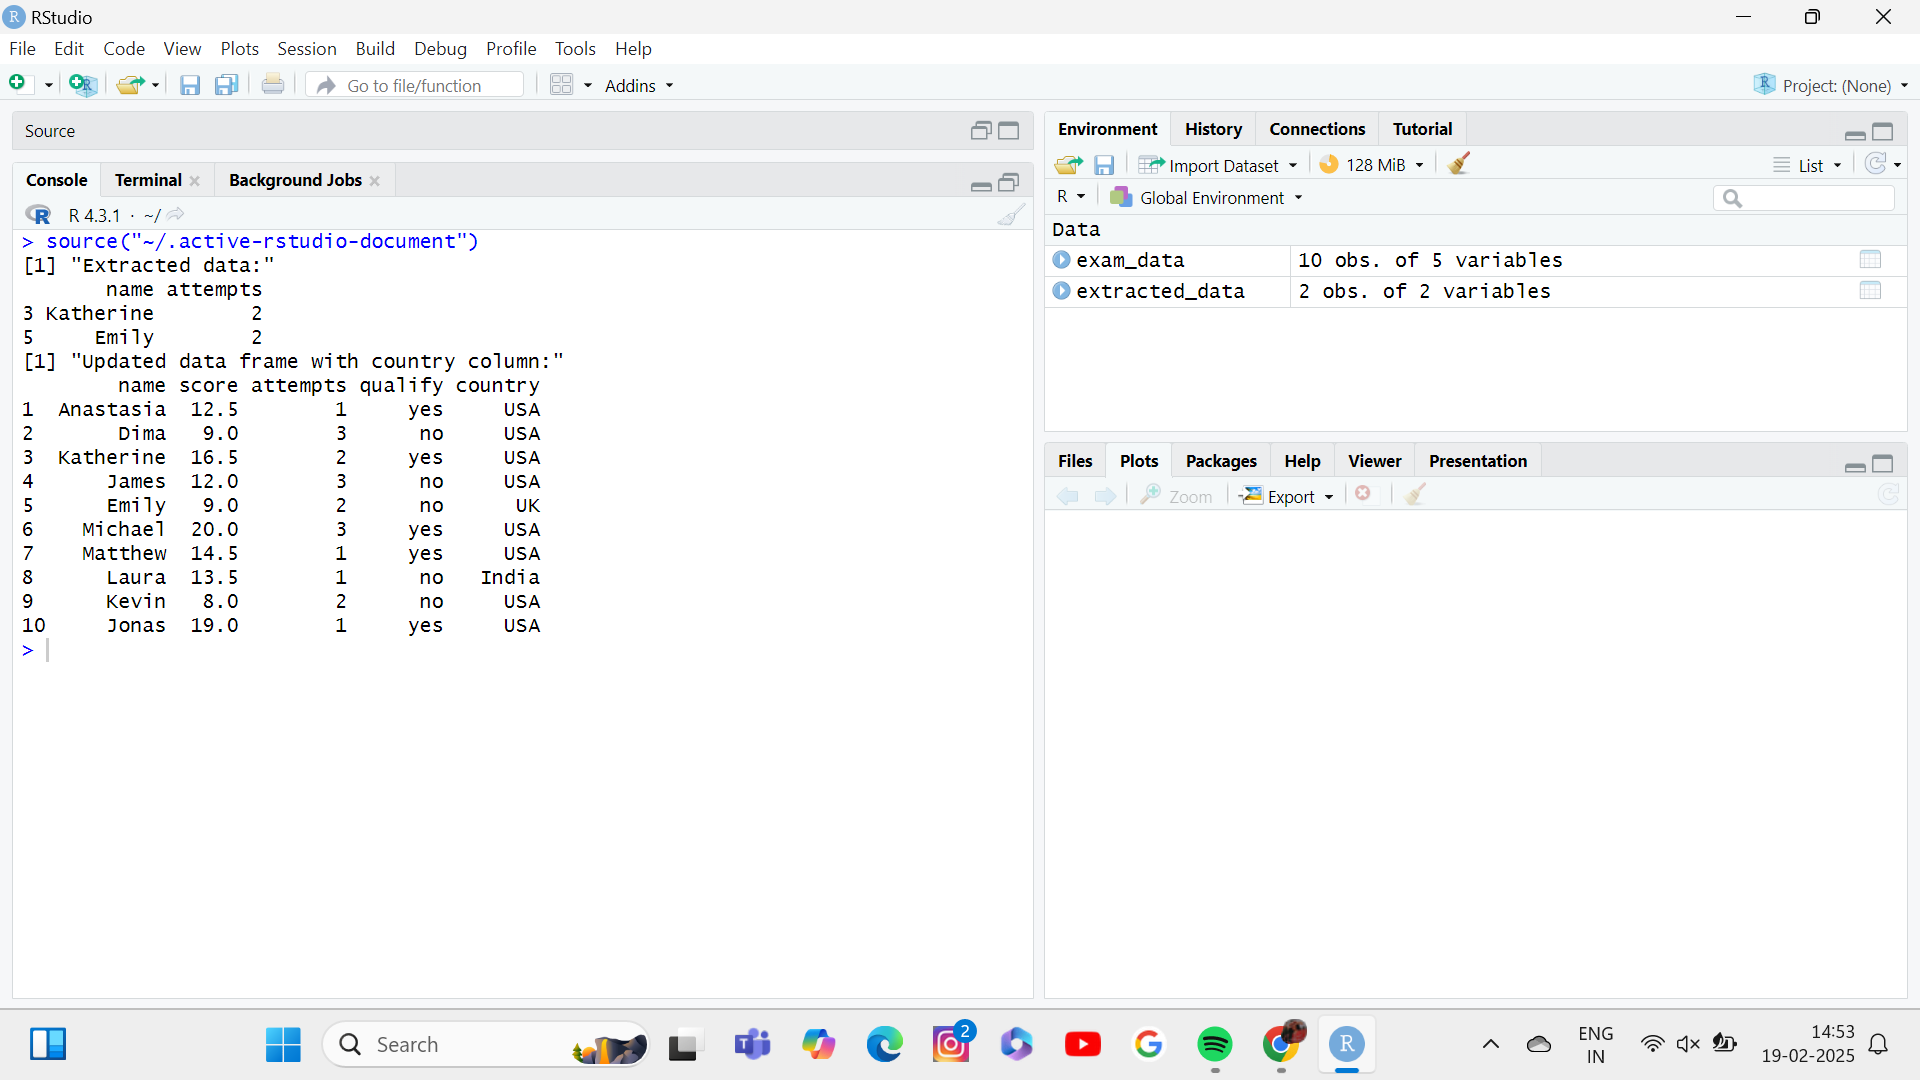 RStudio
File Edit Code View Plots Session Build Debug Profile Tools Help
Go to file/function
Addins
Project: (None)
Source
Console Terminal Background Jobs
R 4.3.1 · ~/
> source("~/.active-rstudio-document")
[1] "Extracted data:"
       name attempts
3 Katherine        2
5     Emily        2
[1] "Updated data frame with country column:"
        name score attempts qualify country
1  Anastasia  12.5        1     yes     USA
2       Dima   9.0        3      no     USA
3  Katherine  16.5        2     yes     USA
4      James  12.0        3      no     USA
5      Emily   9.0        2      no      UK
6    Michael  20.0        3     yes     USA
7    Matthew  14.5        1     yes     USA
8      Laura  13.5        1      no   India
9      Kevin   8.0        2      no     USA
10     Jonas  19.0        1     yes     USA
>
Environment History Connections Tutorial
Import Dataset 128 MiB List
R Global Environment
Data
exam_data 10 obs. of 5 variables
extracted_data 2 obs. of 2 variables
Files Plots Packages Help Viewer Presentation
Zoom Export
Search
2
R
ENG
IN
14:53
19-02-2025